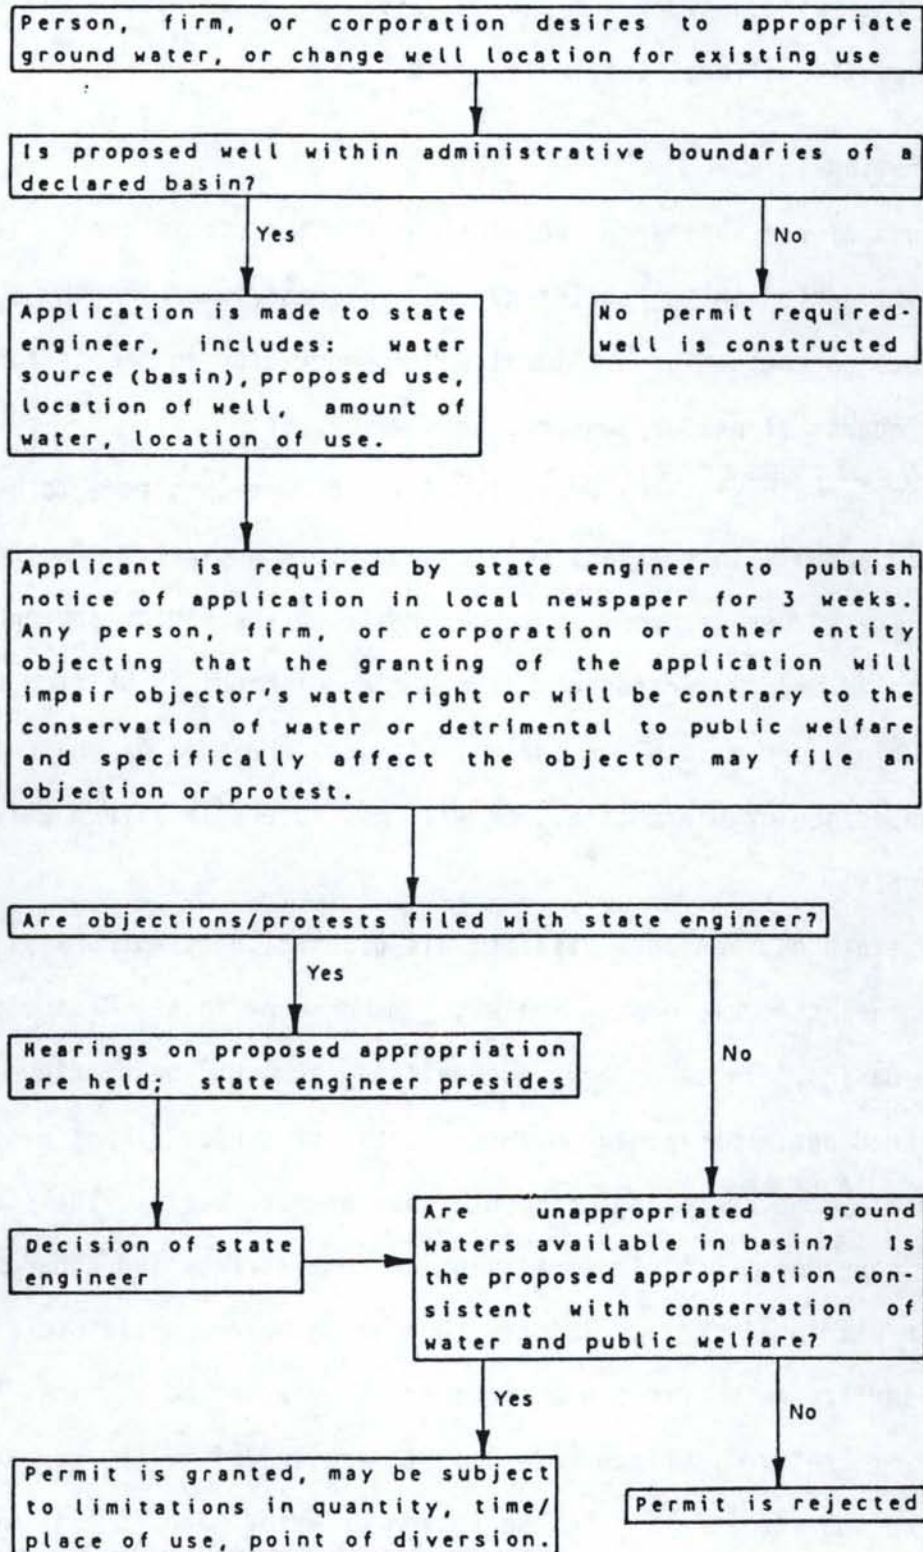 Person, firm, or corporation desires to appropriate
ground water, or change well location for existing use
Is proposed well within administrative boundaries of a
declared basin?
Yes
No
Application is made to state
engineer, includes: water
source (basin), proposed use,
location of well, amount of
water, location of use.
No permit required-
well is constructed
Applicant is required by state engineer to publish
notice of application in local newspaper for 3 weeks.
Any person, firm, or corporation or other entity
objecting that the granting of the application will
impair objector's water right or will be contrary to the
conservation of water or detrimental to public welfare
and specifically affect the objector may file an
objection or protest.
Are objections/protests filed with state engineer?
Yes
No
Hearings on proposed appropriation
are held; state engineer presides
Decision of state
engineer
Are unappropriated ground
waters available in basin? Is
the proposed appropriation con-
sistent with conservation of
water and public welfare?
Yes
No
Permit is granted, may be subject
to limitations in quantity, time/
place of use, point of diversion.
Permit is rejected